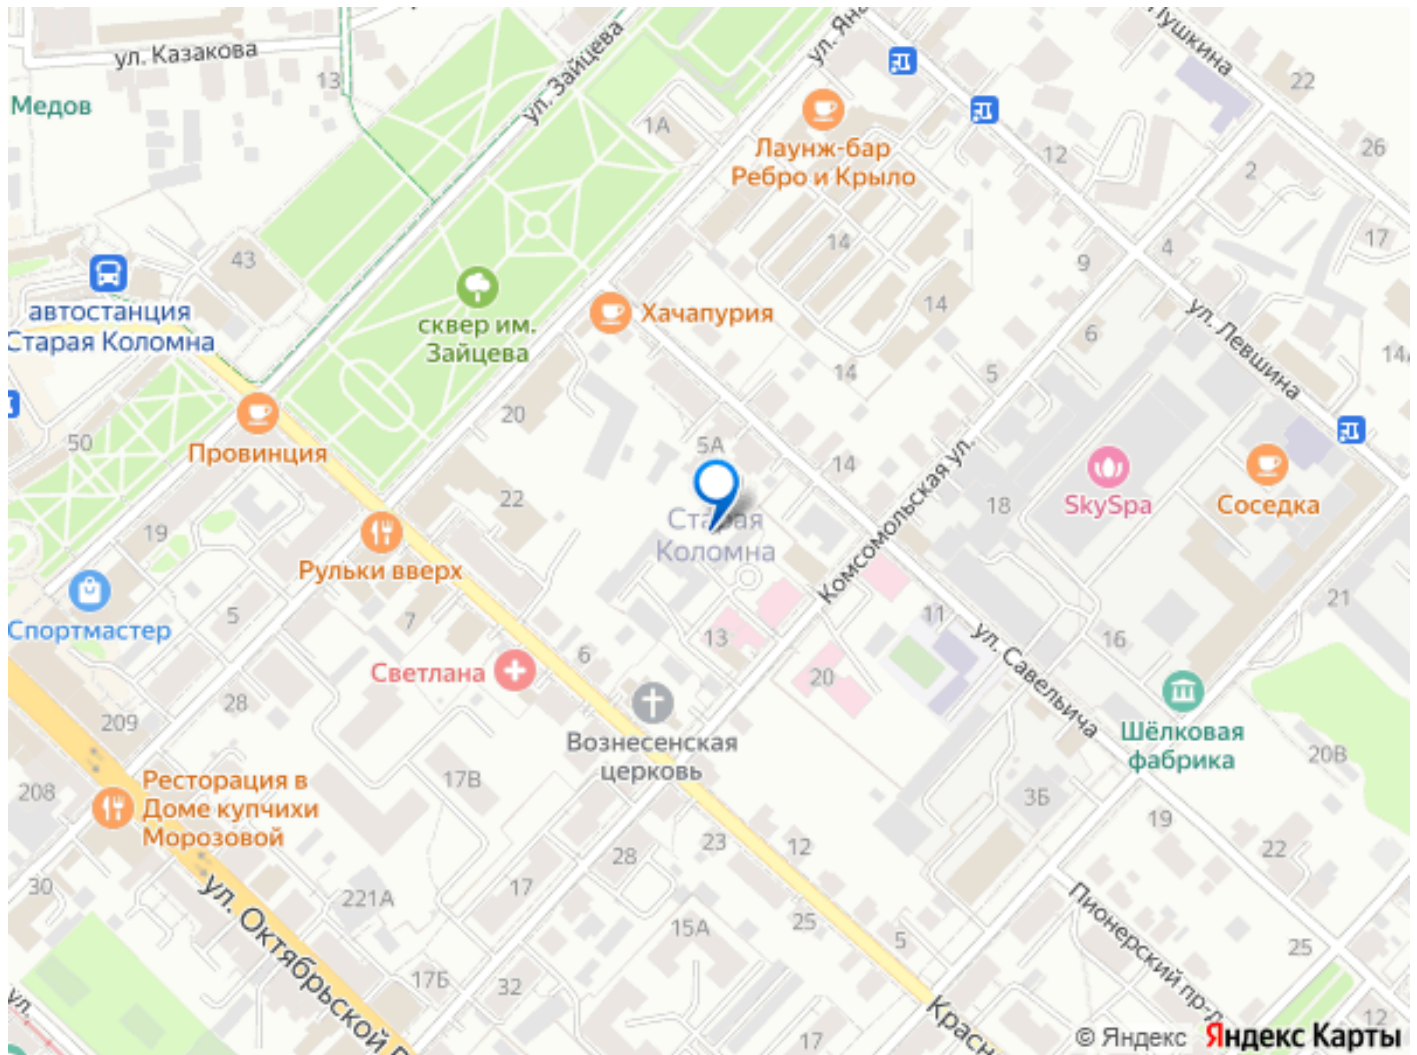 ул. Казакова
13
Медов
ул. Зайцева
1А
ул. Яна
Пушкина
22
26
Лаунж-бар
Ребро и Крыло
12
2
17
4
9
14
43
автостанция
Старая Коломна
сквер им.
Зайцева
Хачапурия
14
6
ул. Левшина
14
5
14
20
50
Провинция
5А
14
Комсомольская ул.
SkySpa
Соседка
22
18
19
Старая
Коломна
Рульки вверх
21
Спортмастер
5
7
13
11
16
ул. Савельича
Светлана
6
20
28
209
Вознесенская
церковь
Шёлковая
фабрика
20В
Ресторация в
Доме купчихи
Морозовой
208
17В
3Б
19
22
23
12
28
30
221А
17
15А
25
5
25
ул. Октябрьской Р
Пионерский пр-д
17Б
32
17
12
ул.
Красн
© Яндекс Яндекс Карты